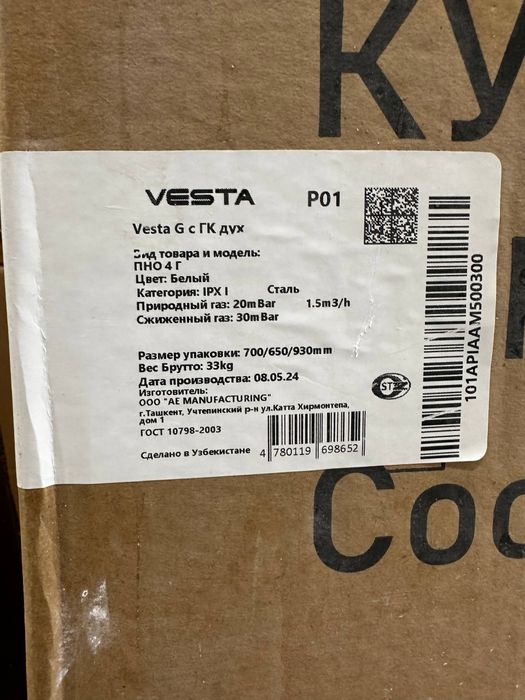 КУ
VESTA P01
Vesta G с ГК дух
Вид товара и модель:
ПНО 4 Г
Цвет: Белый
Категория: IPX I Сталь
Природный газ: 20mBar 1.5m3/h
Сжиженный газ: 30mBar
Размер упаковки: 700/650/930mm
Вес Брутто: 33kg
Дата производства: 08.05.24
Изготовитель:
ООО "AE MANUFACTURING"
г.Ташкент, Учтепинский р-н ул.Катта Хирмонтепа,
дом 1
ГОСТ 10798-2003
Сделано в Узбекистане
4 780119 698652
101APIAAM500300
Coo